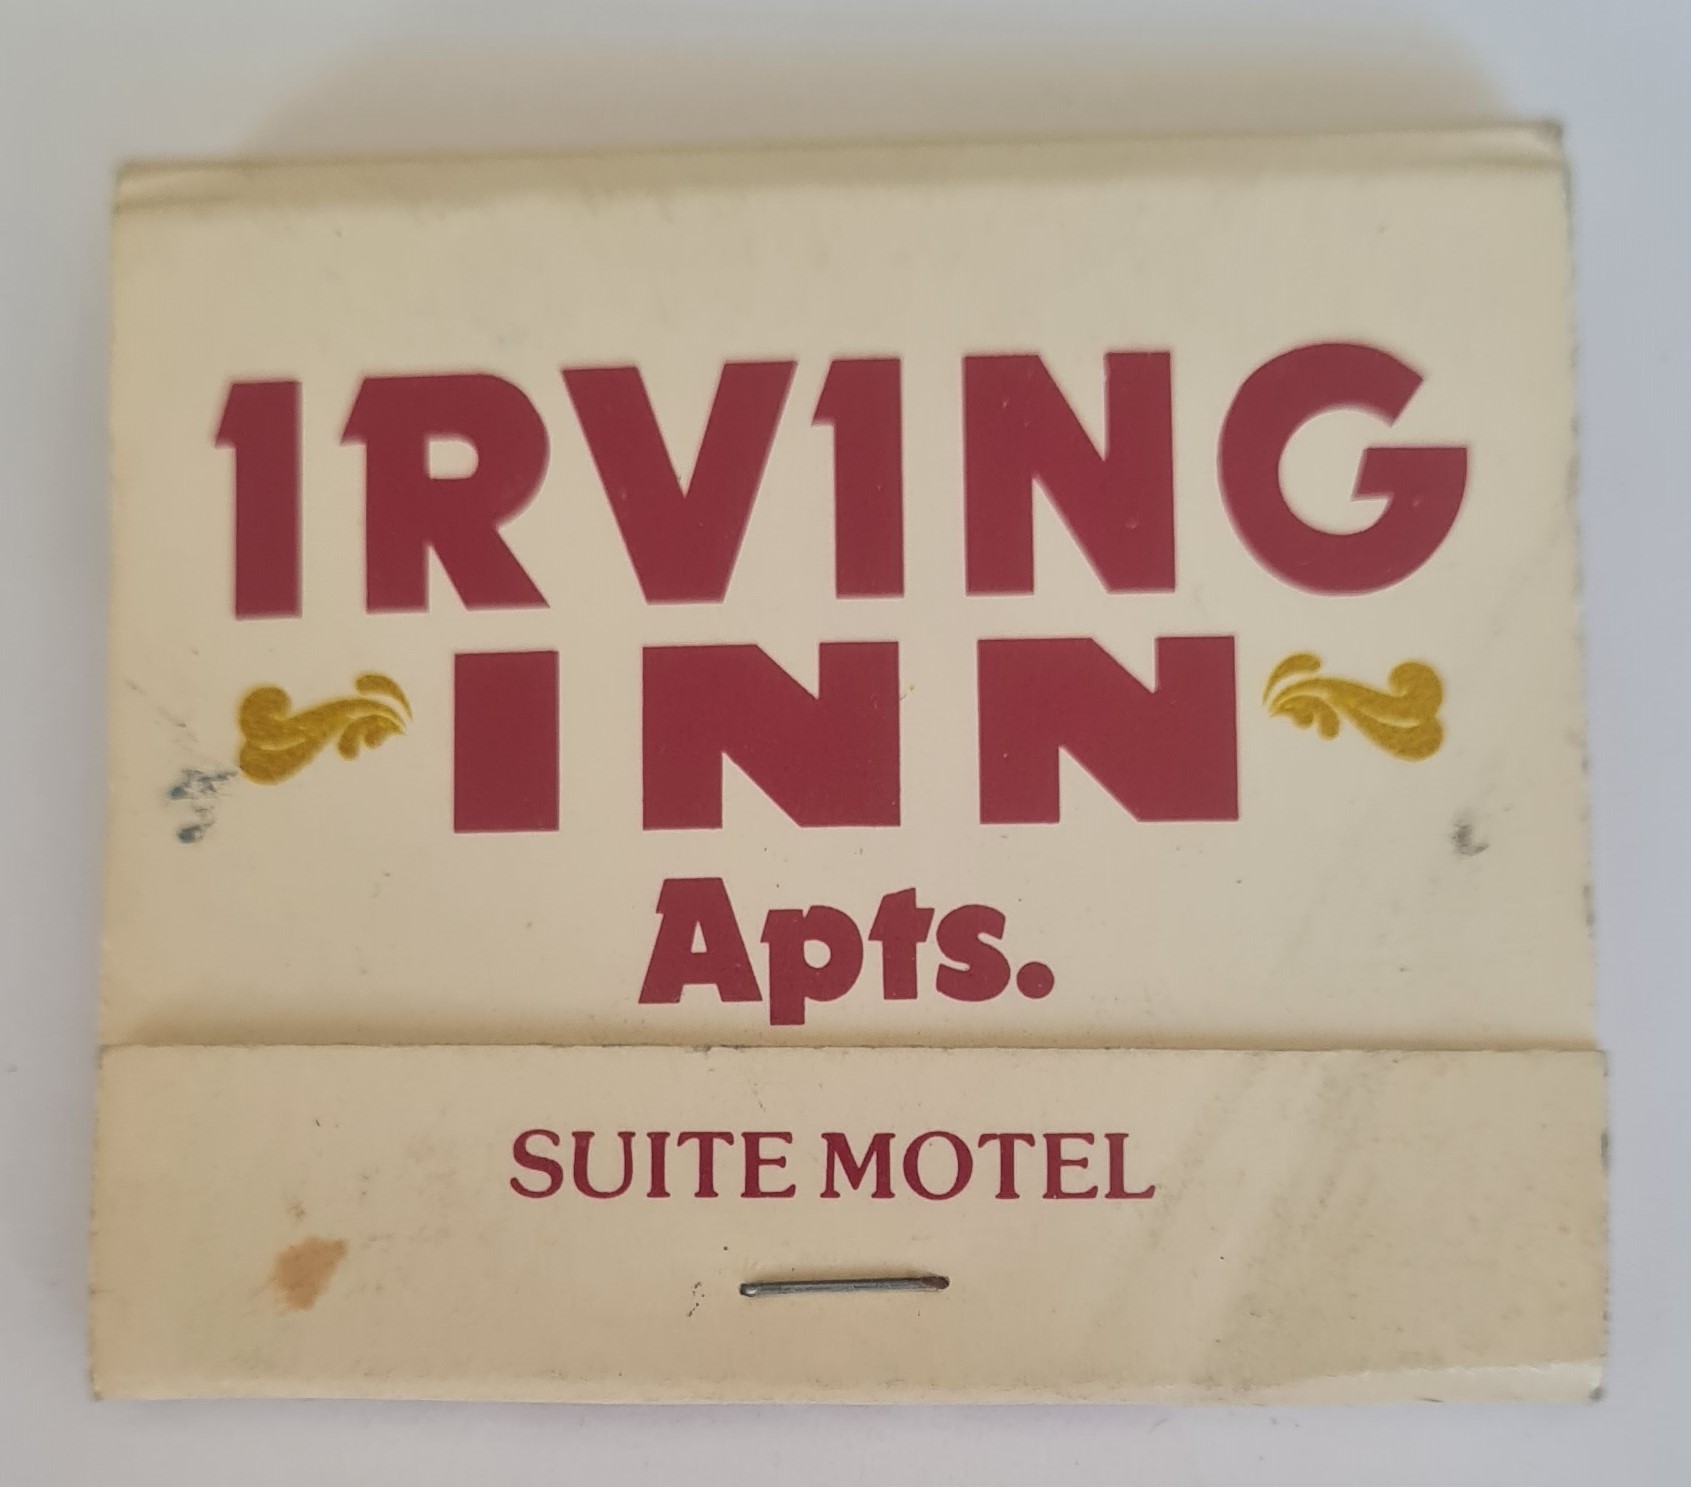 IRVING
INN
Apts.
SUITE MOTEL